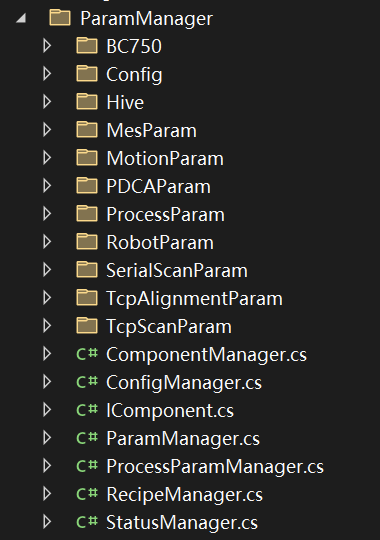 ParamManager
BC750
Config
Hive
MesParam
MotionParam
PDCAParam
ProcessParam
RobotParam
SerialScanParam
TcpAlignmentParam
TcpScanParam
C# ComponentManager.cs
C# ConfigManager.cs
C# IComponent.cs
C# ParamManager.cs
C# ProcessParamManager.cs
C# RecipeManager.cs
C# StatusManager.cs